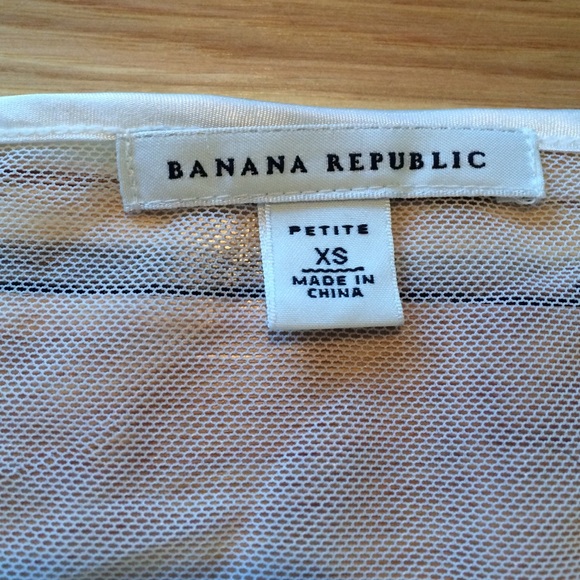 BANANA REPUBLIC
PETITE
XS
MADE IN
CHINA